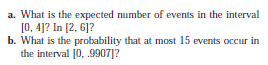 a. What is the expected number of events in the interval
[0, 4]? In [2, 6]?
b. What is the probability that at most 15 events occur in
the interval [0, .9907]?